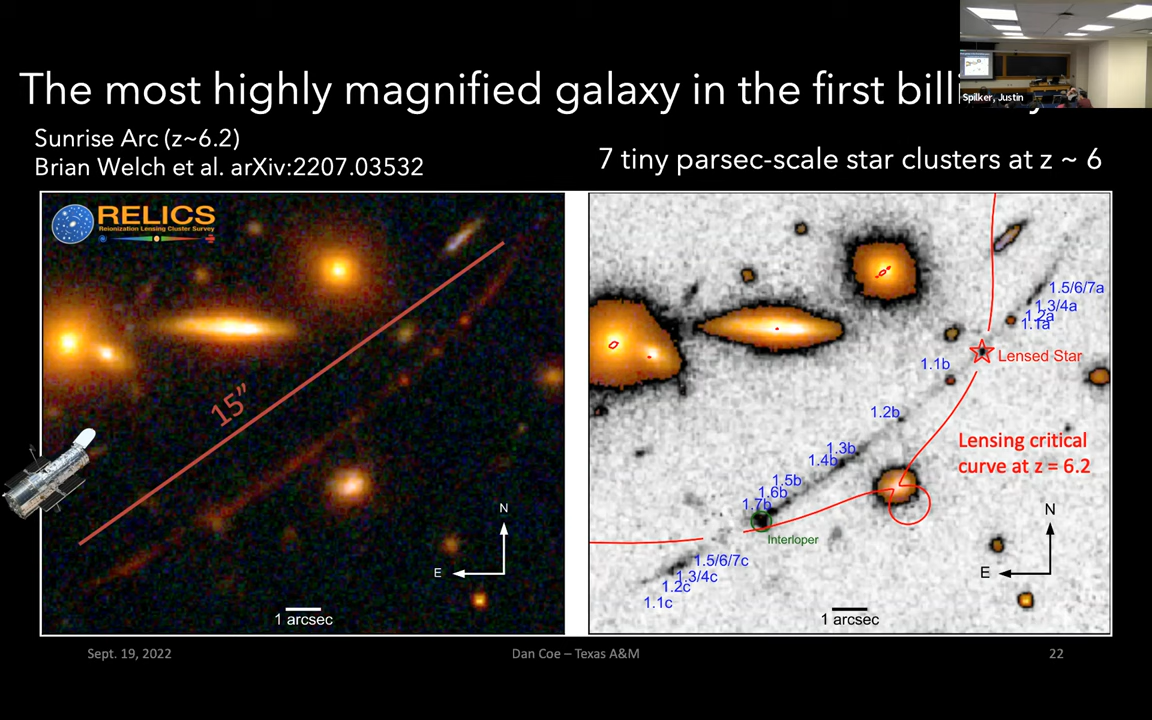 The most highly magnified galaxy in the first
Spilker, Justin
Sunrise Arc (z~6.2)
Brian Welch et al. arXiv:2207.03532
7 tiny parsec-scale star clusters at z ~ 6
RELICS
Reionization Lensing Cluster Survey
15”
N
E
1 arcsec
1.5/6/7a
1.3/4a
1.2a
1.1a
Lensed Star
1.1b
1.2b
1.3b
1.4b
1.5b
1.6b
1.7b
Lensing critical
curve at z = 6.2
Interloper
1.5/6/7c
1.3/4c
1.2c
1.1c
N
E
1 arcsec
Sept. 19, 2022
Dan Coe – Texas A&M
22